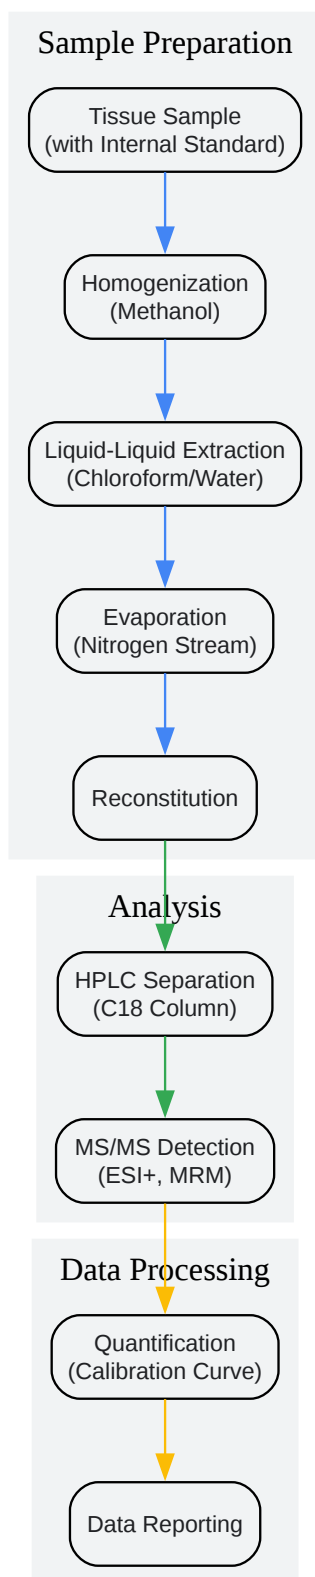 Sample Preparation
Tissue Sample
(with Internal Standard)
Homogenization
(Methanol)
Liquid-Liquid Extraction
(Chloroform/Water)
Evaporation
(Nitrogen Stream)
Reconstitution
Analysis
HPLC Separation
(C18 Column)
MS/MS Detection
(ESI+, MRM)
Data Processing
Quantification
(Calibration Curve)
Data Reporting